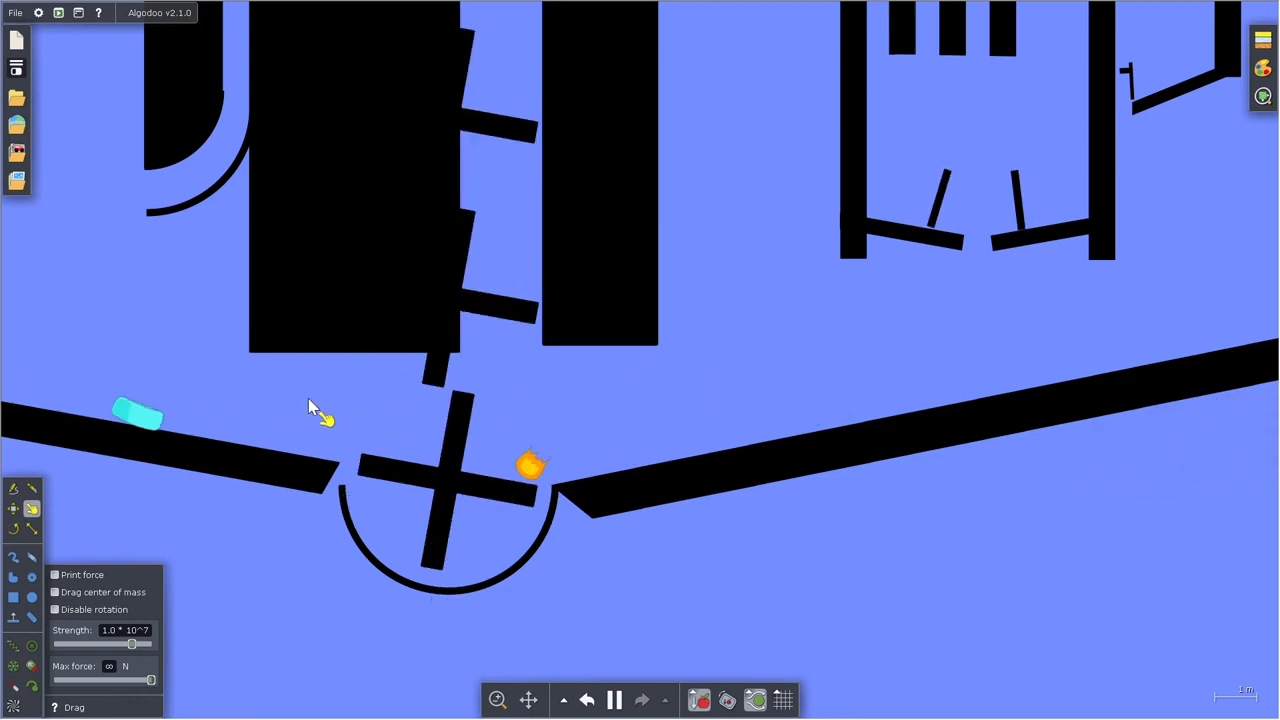 File ? Algodoo v2.1.0
Print force
Drag center of mass
Disable rotation
Strength: 1.0 * 10^7
Max force: ∞ N
? Drag
1 m